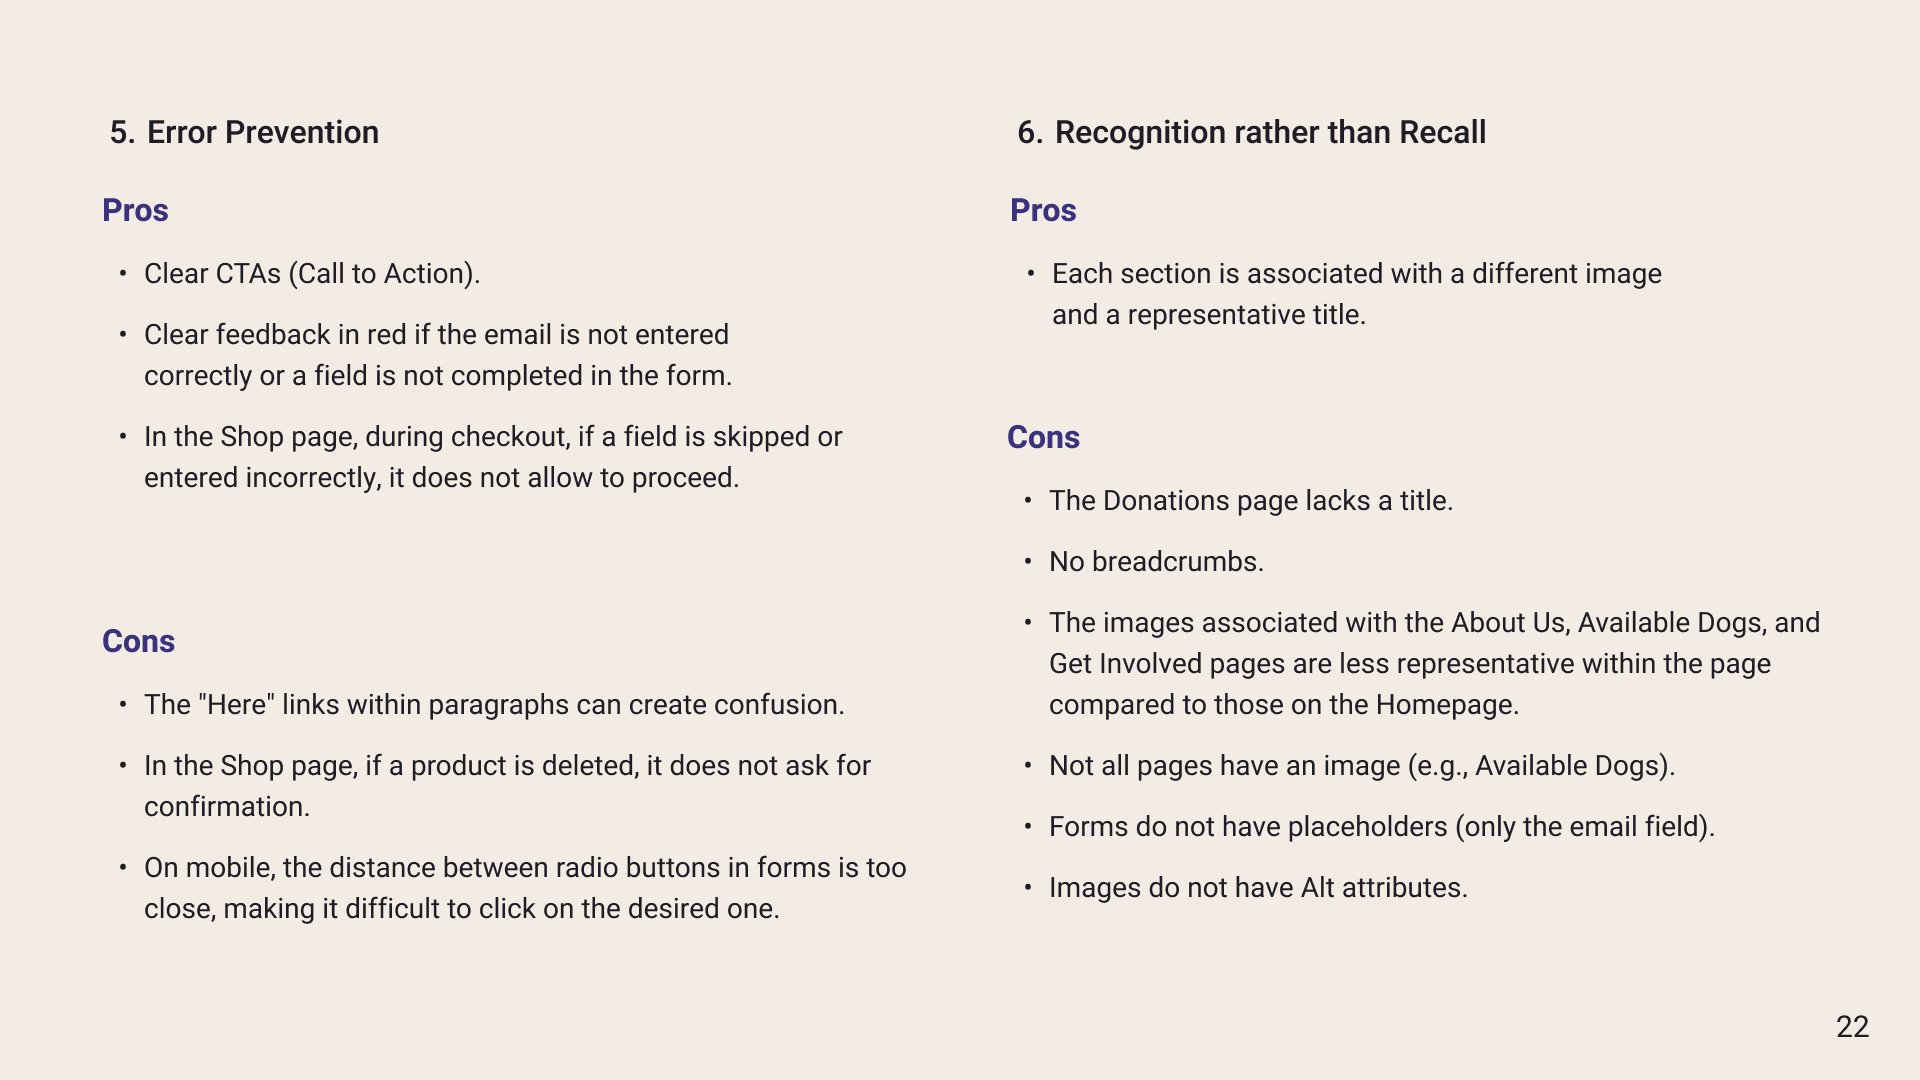 5. Error Prevention
Pros
• Clear CTAs (Call to Action).
• Clear feedback in red if the email is not entered
correctly or a field is not completed in the form.
• In the Shop page, during checkout, if a field is skipped or
entered incorrectly, it does not allow to proceed.
Cons
• The "Here" links within paragraphs can create confusion.
• In the Shop page, if a product is deleted, it does not ask for
confirmation.
• On mobile, the distance between radio buttons in forms is too
close, making it difficult to click on the desired one.
6. Recognition rather than Recall
Pros
• Each section is associated with a different image
and a representative title.
Cons
• The Donations page lacks a title.
• No breadcrumbs.
• The images associated with the About Us, Available Dogs, and
Get Involved pages are less representative within the page
compared to those on the Homepage.
• Not all pages have an image (e.g., Available Dogs).
• Forms do not have placeholders (only the email field).
• Images do not have Alt attributes.
22